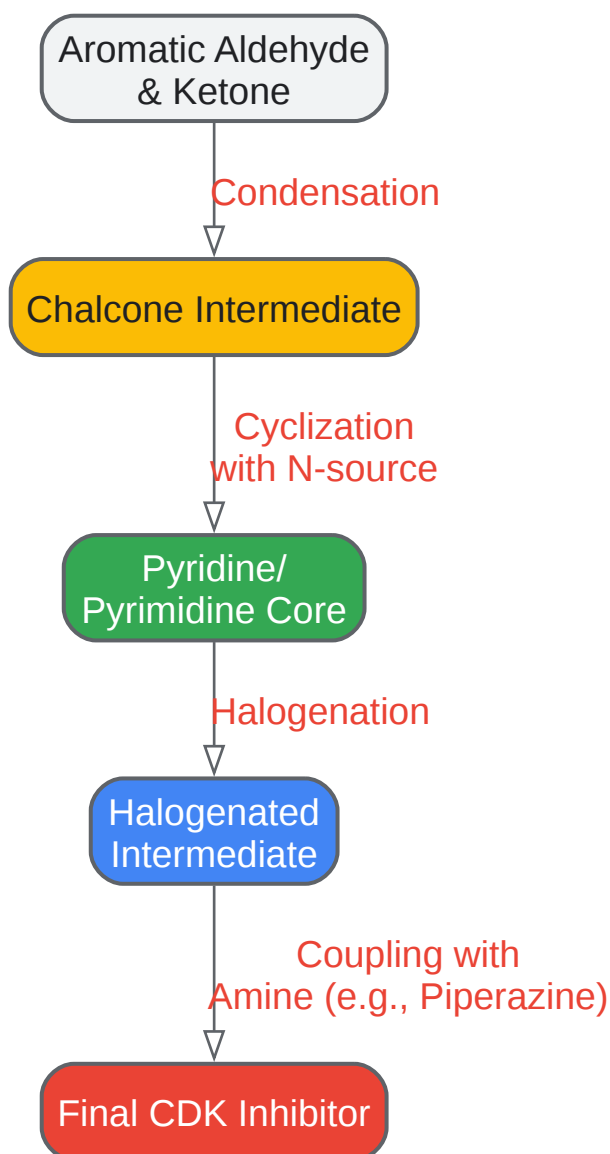 Aromatic Aldehyde
& Ketone
Condensation
Chalcone Intermediate
Cyclization
with N-source
Pyridine/
Pyrimidine Core
Halogenation
Halogenated
Intermediate
Coupling with
Amine (e.g., Piperazine)
Final CDK Inhibitor